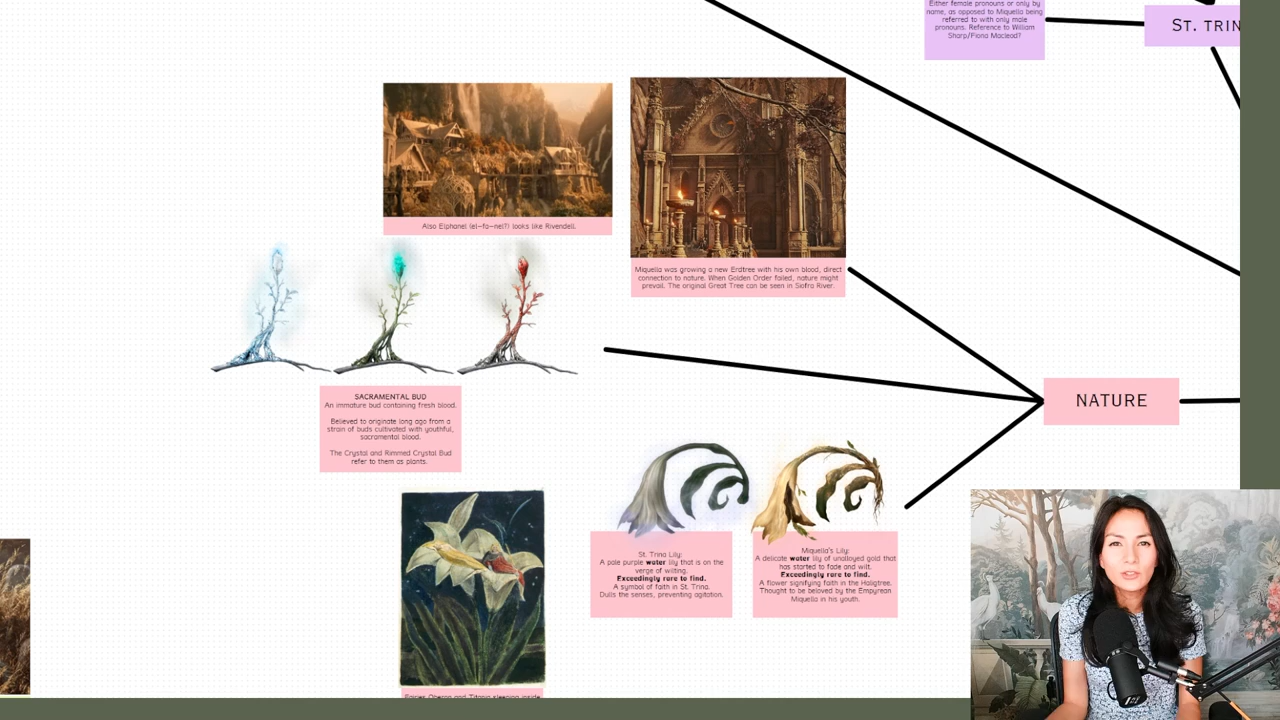 Either female pronouns or only by
name, as opposed to Miquella being
referred to with only male
pronouns. Reference to William
Sharp/Fiona Macleod?
ST. TRIN
Also Elphael (el-fa-nel?) looks like Rivendell.
Miquella was growing a new Erdtree with his own blood, direct
connection to nature. When Golden Order failed, nature might
prevail. The original Great Tree can be seen in Siofra River.
NATURE
SACRAMENTAL BUD
An immature bud containing fresh blood.
Believed to originate long ago from a
strain of buds cultivated with youthful,
sacramental blood.
The Crystal and Rimmed Crystal Bud
refer to them as plants.
St. Trina Lily:
A pale purple water lily that is on the
verge of wilting.
Exceedingly rare to find.
A symbol of faith in St. Trina.
Dulls the senses, preventing agitation.
Miquella's Lily:
A delicate water lily of unalloyed gold that
has started to fade and wilt.
Exceedingly rare to find.
A flower signifying faith in the Haligtree.
Thought to be beloved by the Empyrean
Miquella in his youth.
Fairies Oberon and Titania sleeping inside